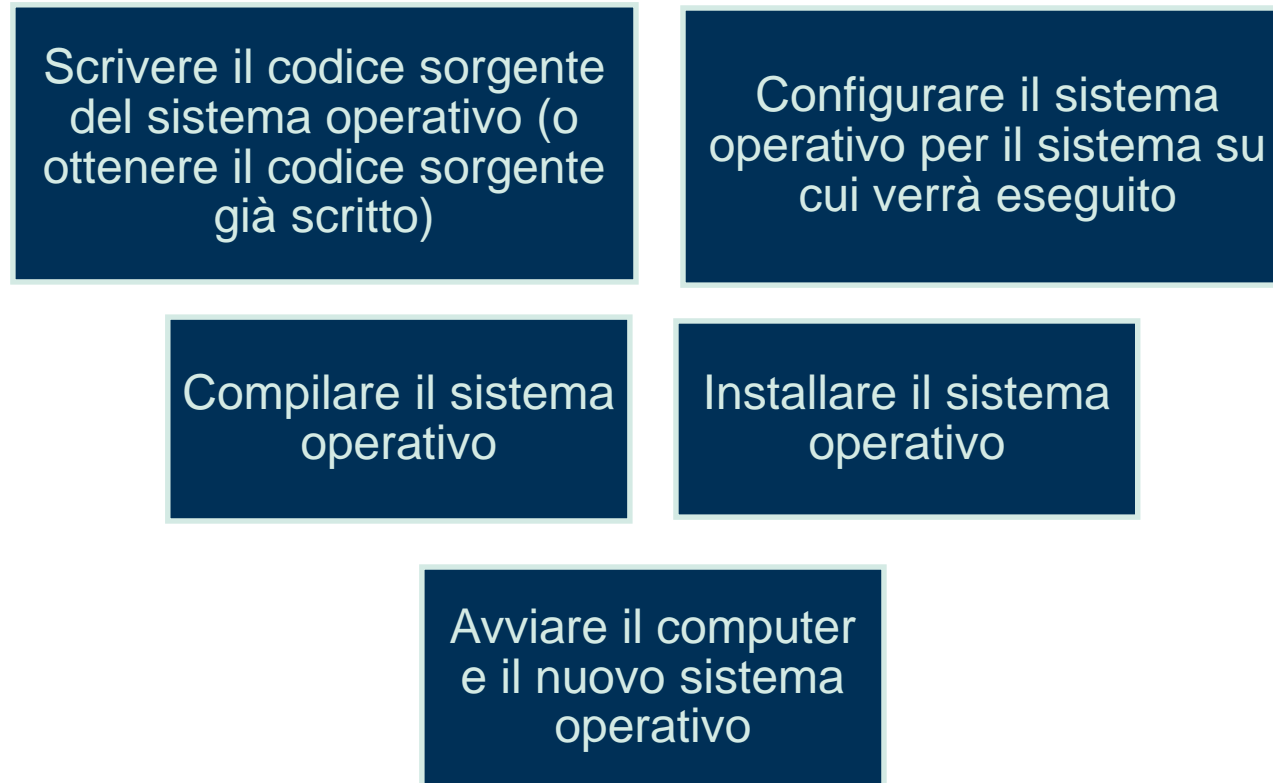 Scrivere il codice sorgente
del sistema operativo (o
ottenere il codice sorgente
già scritto)
Configurare il sistema
operativo per il sistema su
cui verrà eseguito
Compilare il sistema
operativo
Installare il sistema
operativo
Avviare il computer
e il nuovo sistema
operativo